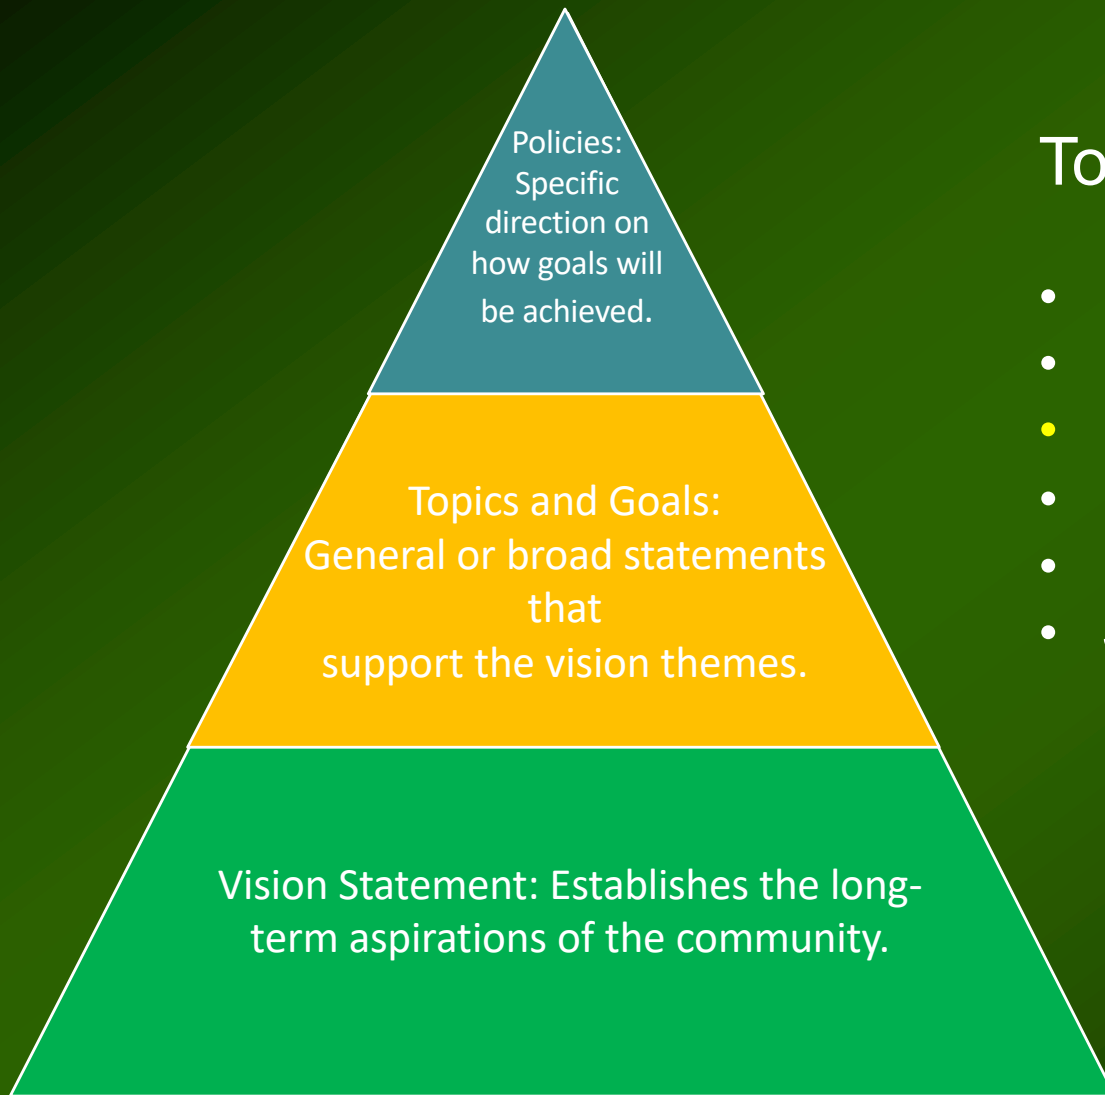 Policies:
Specific
direction on
how goals will
be achieved.
To
•
•
•
•
•
•
Topics and Goals:
General or broad statements
that
support the vision themes.
Vision Statement: Establishes the long-
term aspirations of the community.